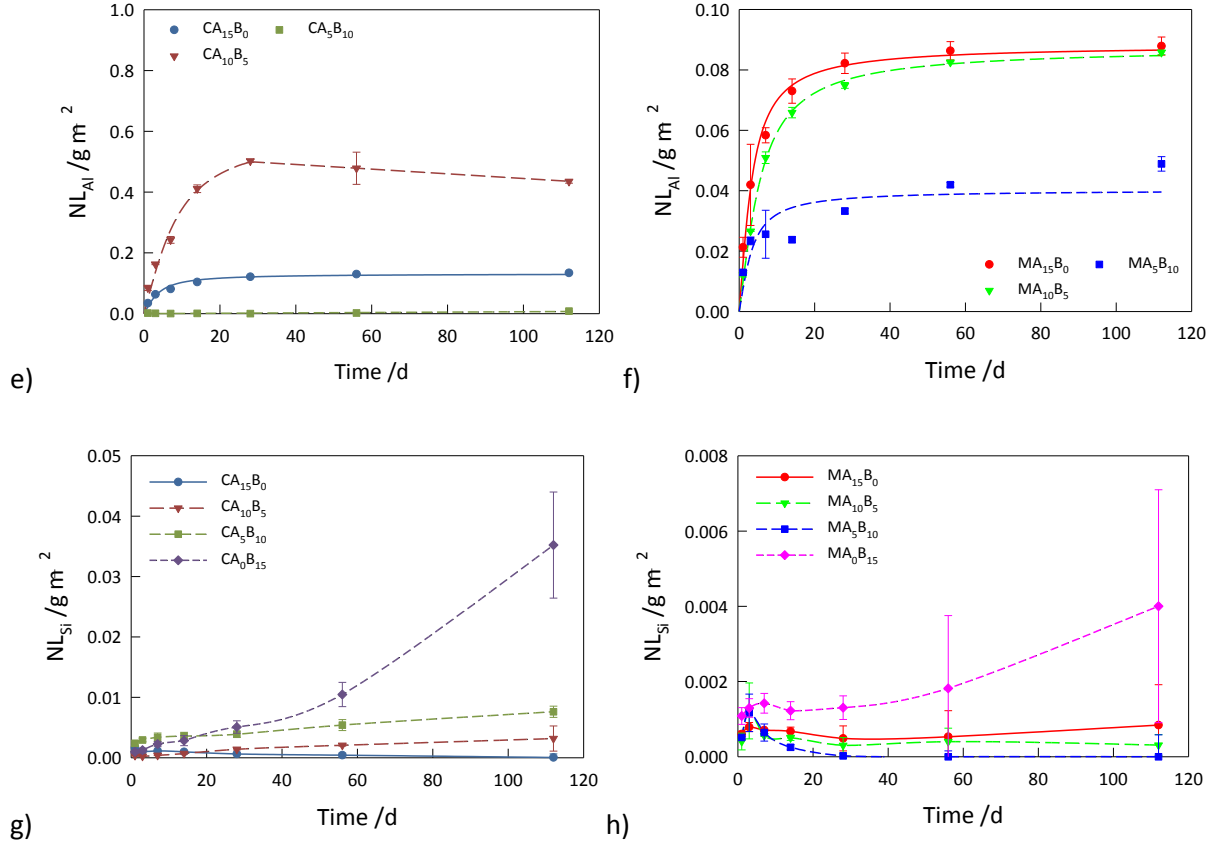 CA₁₅B₀ CA₅B₁₀
CA₁₀B₅
1.0
0.8
0.6
0.4
0.2
0.0
NL_Al /g m ²
0 20 40 60 80 100 120
Time /d
e)
0.10
0.08
0.06
0.04
0.02
0.00
NL_Al /g m ²
MA₁₅B₀ MA₅B₁₀
MA₁₀B₅
0 20 40 60 80 100 120
Time /d
f)
0.05
0.04
0.03
0.02
0.01
0.00
NL_Si /g m ²
CA₁₅B₀
CA₁₀B₅
CA₅B₁₀
CA₀B₁₅
0 20 40 60 80 100 120
Time /d
g)
0.008
0.006
0.004
0.002
0.000
NL_Si /g m ²
MA₁₅B₀
MA₁₀B₅
MA₅B₁₀
MA₀B₁₅
0 20 40 60 80 100 120
Time /d
h)